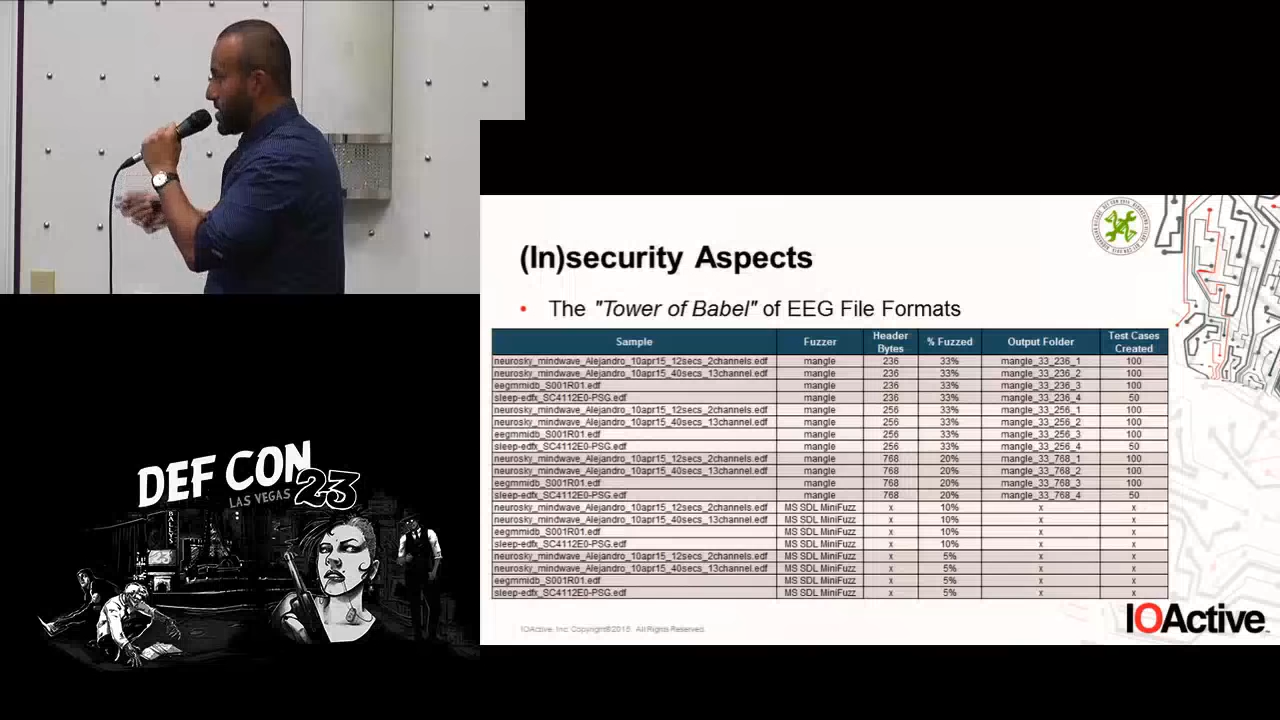 (In)security Aspects
• The "Tower of Babel" of EEG File Formats
Sample Fuzzer Header Bytes % Fuzzed Output Folder Test Cases Created
neurosky_mindwave_Alejandro_10apr15_12secs_2channels.edf mangle 236 33% mangle_33_236_1 100
neurosky_mindwave_Alejandro_10apr15_40secs_13channel.edf mangle 236 33% mangle_33_236_2 100
eegmmidb_S001R01.edf mangle 236 33% mangle_33_236_3 100
sleep-edfx_SC4112E0-PSG.edf mangle 236 33% mangle_33_236_4 50
neurosky_mindwave_Alejandro_10apr15_12secs_2channels.edf mangle 256 33% mangle_33_256_1 100
neurosky_mindwave_Alejandro_10apr15_40secs_13channel.edf mangle 256 33% mangle_33_256_2 100
eegmmidb_S001R01.edf mangle 256 33% mangle_33_256_3 100
sleep-edfx_SC4112E0-PSG.edf mangle 256 33% mangle_33_256_4 50
neurosky_mindwave_Alejandro_10apr15_12secs_2channels.edf mangle 768 20% mangle_33_768_1 100
neurosky_mindwave_Alejandro_10apr15_40secs_13channel.edf mangle 768 20% mangle_33_768_2 100
eegmmidb_S001R01.edf mangle 768 20% mangle_33_768_3 100
sleep-edfx_SC4112E0-PSG.edf mangle 768 20% mangle_33_768_4 50
neurosky_mindwave_Alejandro_10apr15_12secs_2channels.edf MS SDL MiniFuzz x 10% x x
neurosky_mindwave_Alejandro_10apr15_40secs_13channel.edf MS SDL MiniFuzz x 10% x x
eegmmidb_S001R01.edf MS SDL MiniFuzz x 10% x x
sleep-edfx_SC4112E0-PSG.edf MS SDL MiniFuzz x 10% x x
neurosky_mindwave_Alejandro_10apr15_12secs_2channels.edf MS SDL MiniFuzz x 5% x x
neurosky_mindwave_Alejandro_10apr15_40secs_13channel.edf MS SDL MiniFuzz x 5% x x
eegmmidb_S001R01.edf MS SDL MiniFuzz x 5% x x
sleep-edfx_SC4112E0-PSG.edf MS SDL MiniFuzz x 5% x x
IOActive, Inc. Copyright©2015. All Rights Reserved.
IOActive
DEF CON 23
LAS VEGAS